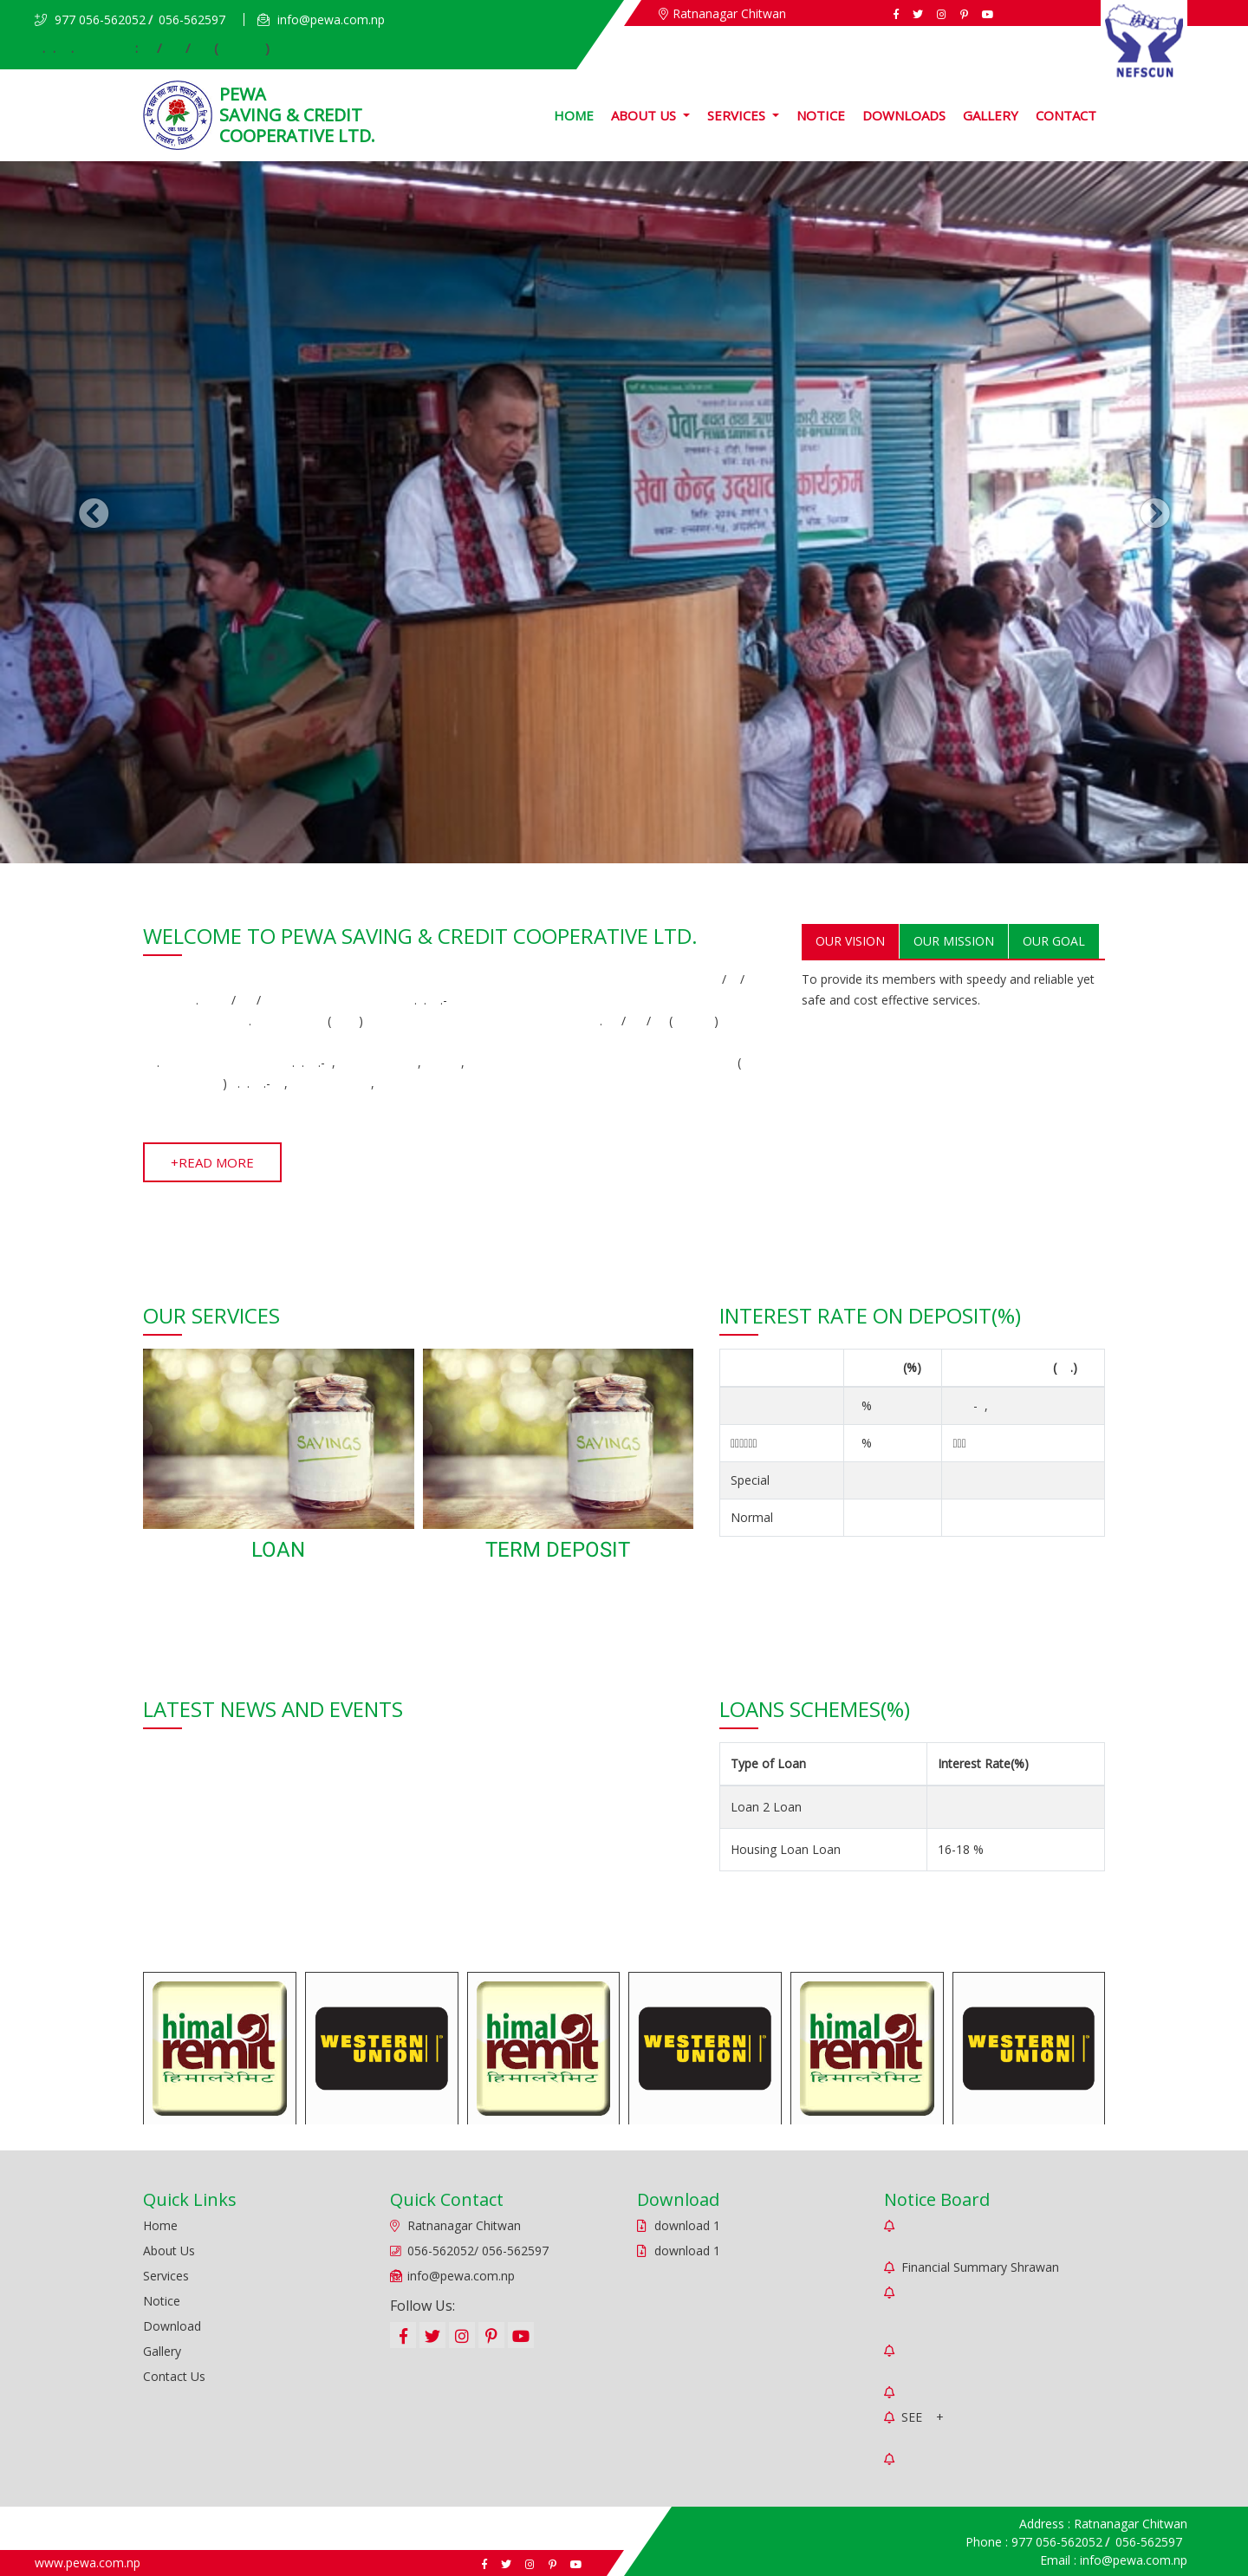 977 056-562052 / 056-562597 | info@pewa.com.np
Ratnanagar Chitwan
NEFSCUN
PEWA
SAVING & CREDIT
COOPERATIVE LTD.
HOME ABOUT US SERVICES NOTICE DOWNLOADS GALLERY CONTACT
पेवा बचत तथा ऋण सहकारी संस्था लि.
PEWA SAVING & CREDIT CO-OPERATIVE LTD.
सेवा केन्द्र उद्घाटन कार्यक्रम
WELCOME TO PEWA SAVING & CREDIT COOPERATIVE LTD.
OUR VISION OUR MISSION OUR GOAL
To provide its members with speedy and reliable yet
safe and cost effective services.
+READ MORE
OUR SERVICES
SAVINGS
SAVINGS
LOAN
TERM DEPOSIT
INTEREST RATE ON DEPOSIT(%)
(%) ( .)
% - ,
%
Special
Normal
LATEST NEWS AND EVENTS
LOANS SCHEMES(%)
Type of Loan Interest Rate(%)
Loan 2 Loan
Housing Loan Loan 16-18 %
himal remit हिमालरेमिट
WESTERN UNION
himal remit हिमालरेमिट
WESTERN UNION
himal remit हिमालरेमिट
WESTERN UNION
Quick Links
Home
About Us
Services
Notice
Download
Gallery
Contact Us
Quick Contact
Ratnanagar Chitwan
056-562052/ 056-562597
info@pewa.com.np
Follow Us:
Download
download 1
download 1
Notice Board
Financial Summary Shrawan
SEE +
www.pewa.com.np
Address : Ratnanagar Chitwan
Phone : 977 056-562052 / 056-562597
Email : info@pewa.com.np